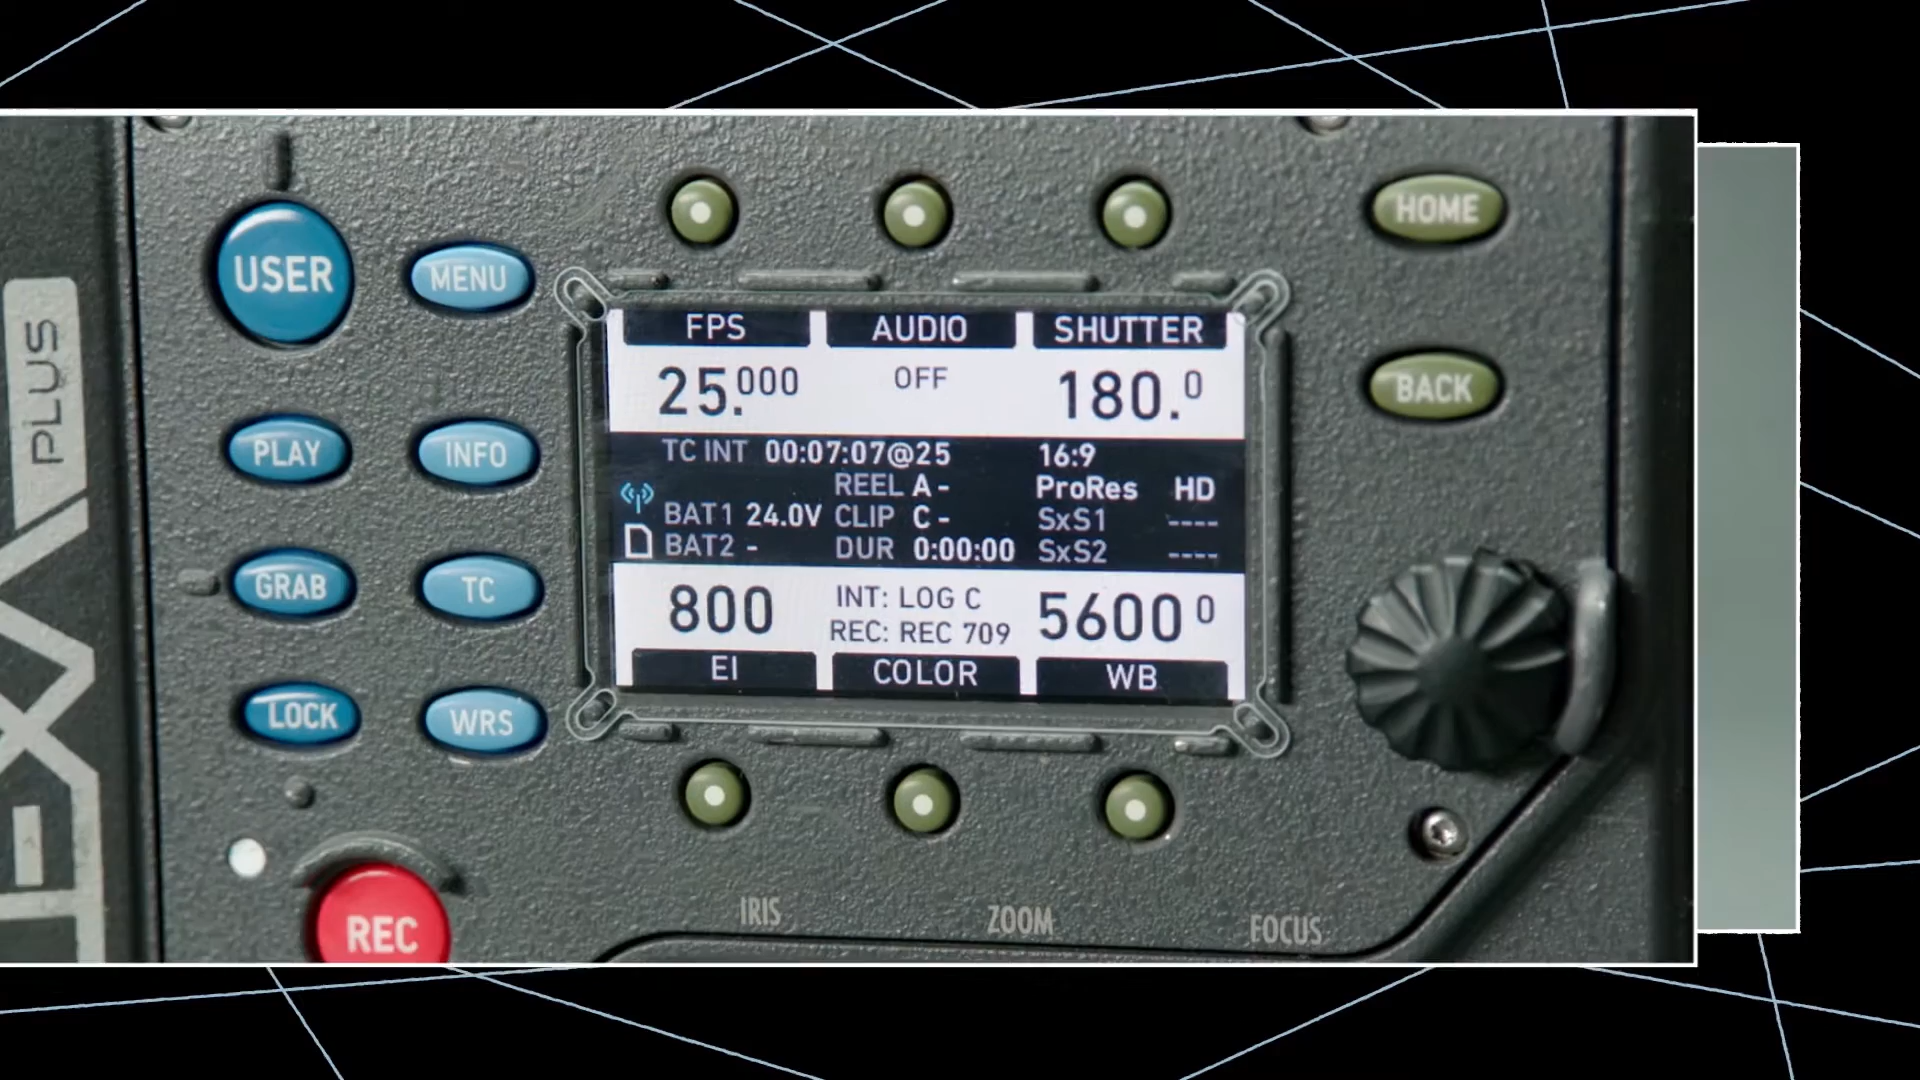 USER
MENU
PLAY
INFO
GRAB
TC
LOCK
WRS
REC
PLUS
FPS AUDIO SHUTTER
25.000 OFF 180.0
TC INT 00:07:07@25 16:9
REEL A - ProRes HD
BAT1 24.0V CLIP C - SxS1 ----
BAT2 - DUR 0:00:00 SxS2 ----
800 INT: LOG C 5600 0
REC: REC 709
EI COLOR WB
HOME
BACK
IRIS ZOOM FOCUS